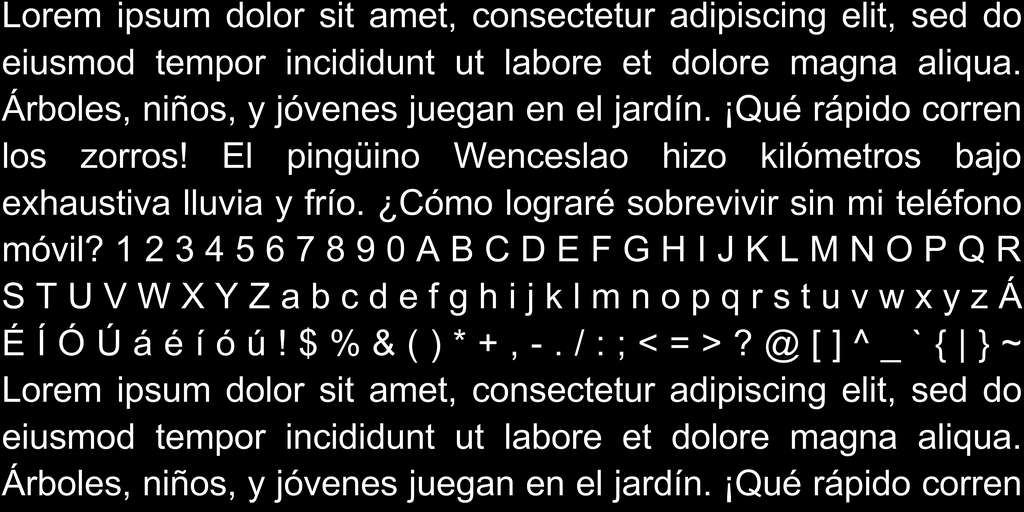 Lorem ipsum dolor sit amet, consectetur adipiscing elit, sed do
eiusmod tempor incididunt ut labore et dolore magna aliqua.
Árboles, niños, y jóvenes juegan en el jardín. ¡Qué rápido corren
los zorros! El pingüino Wenceslao hizo kilómetros bajo
exhaustiva lluvia y frío. ¿Cómo lograré sobrevivir sin mi teléfono
móvil? 1 2 3 4 5 6 7 8 9 0 A B C D E F G H I J K L M N O P Q R
S T U V W X Y Z a b c d e f g h i j k l m n o p q r s t u v w x y z Á
É Í Ó Ú á é í ó ú ! $ % & ( ) * + , - . / : ; < = > ? @ [ ] ^ _ ` { | } ~
Lorem ipsum dolor sit amet, consectetur adipiscing elit, sed do
eiusmod tempor incididunt ut labore et dolore magna aliqua.
Árboles, niños, y jóvenes juegan en el jardín. ¡Qué rápido corren